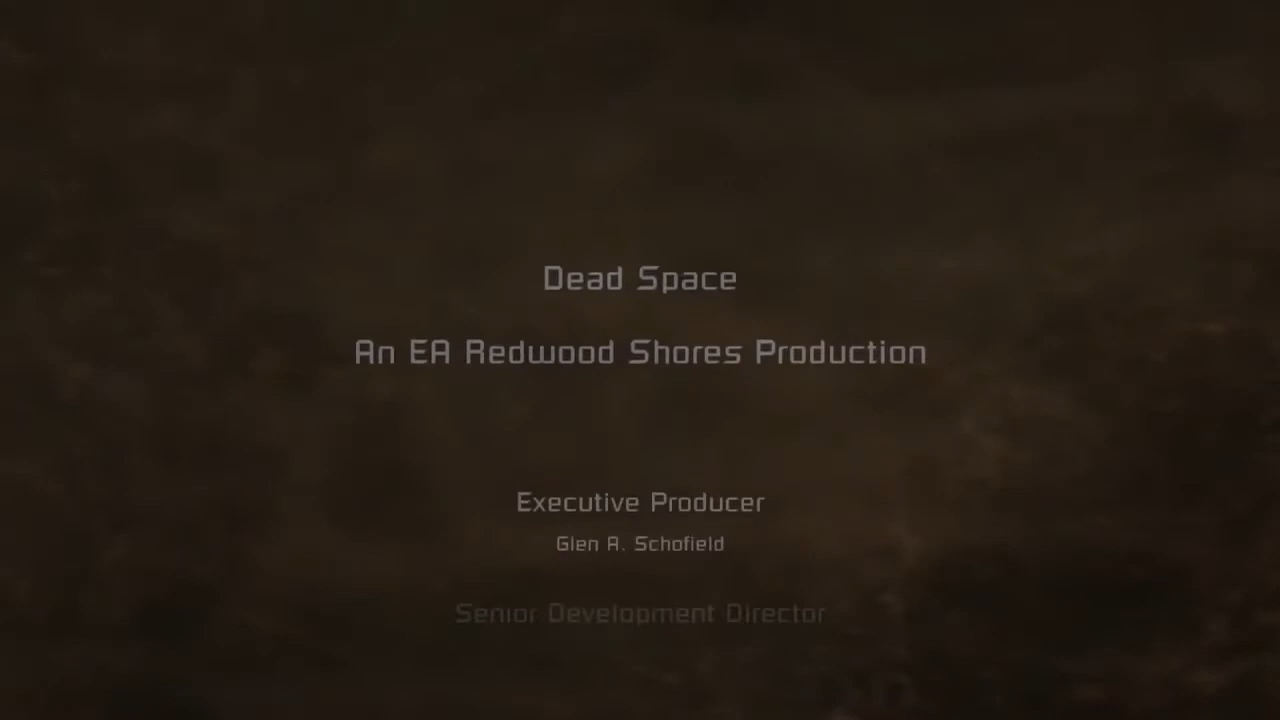 Dead Space
An EA Redwood Shores Production
Executive Producer
Glen A. Schofield
Senior Development Director